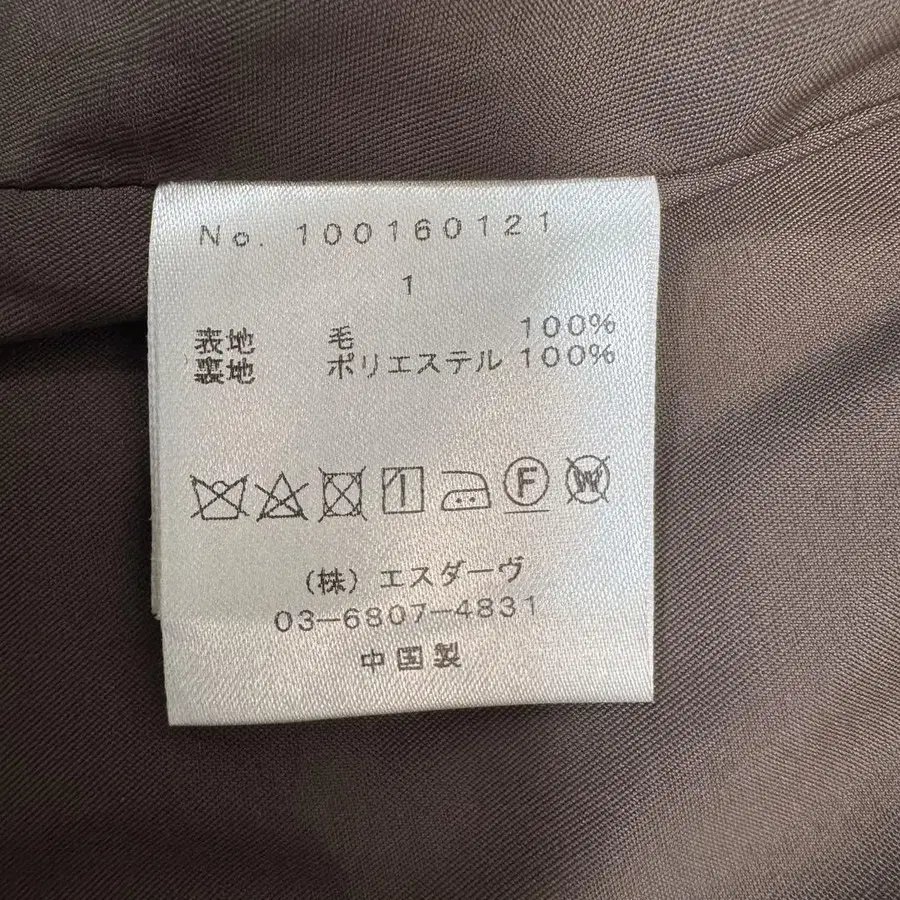 No. 100160121
1
表地 毛 100%
裏地 ポリエステル 100%
F W
(株) エスダーヴ
03-6807-4831
中国製